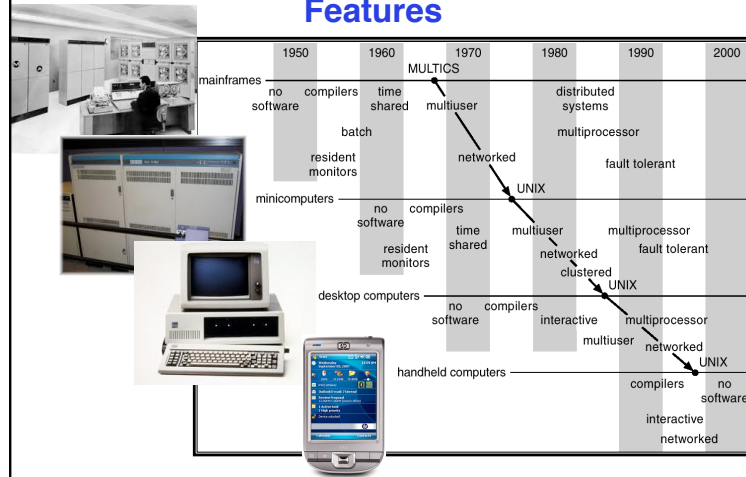 Features
1950 1960 1970 1980 1990 2000
MULTICS
mainframes
no compilers time distributed
software shared multiuser systems
batch multiprocessor
resident networked fault tolerant
monitors
UNIX
minicomputers
no compilers
software
time multiuser multiprocessor
resident shared networked fault tolerant
monitors
clustered
UNIX
desktop computers
no compilers
software interactive multiprocessor
multiuser networked
UNIX
handheld computers
compilers no
software
interactive
networked